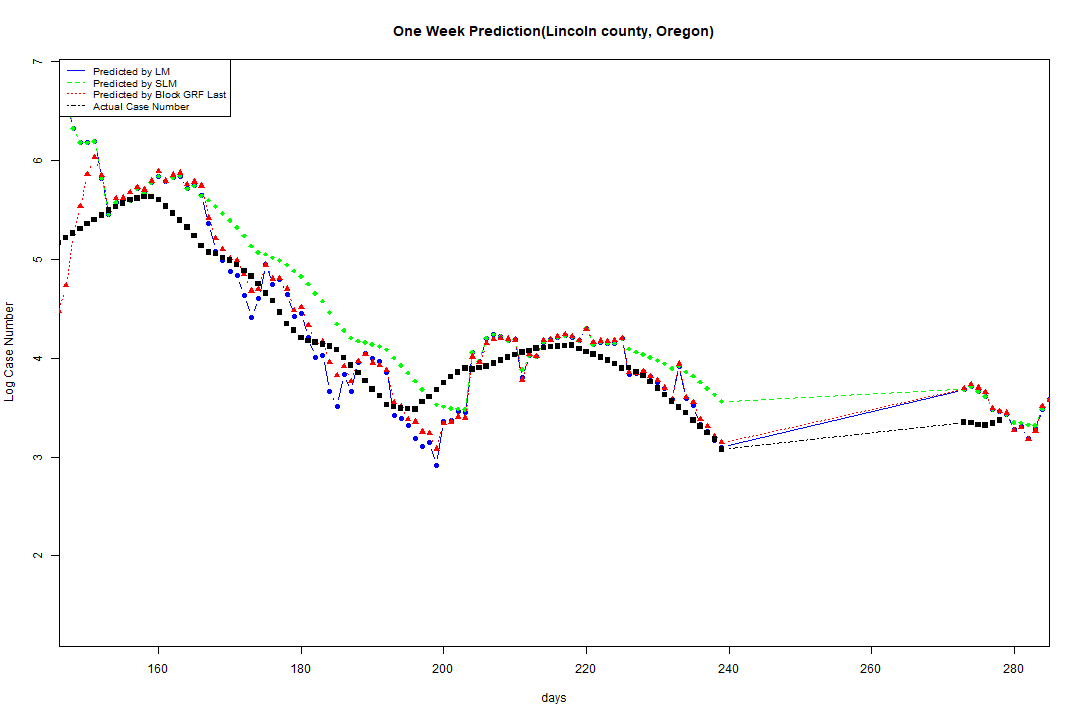 One Week Prediction(Lincoln county, Oregon)
Predicted by LM
Predicted by SLM
Predicted by Block GRF Last
Actual Case Number
Log Case Number
7
6
5
4
3
2
160 180 200 220 240 260 280
days